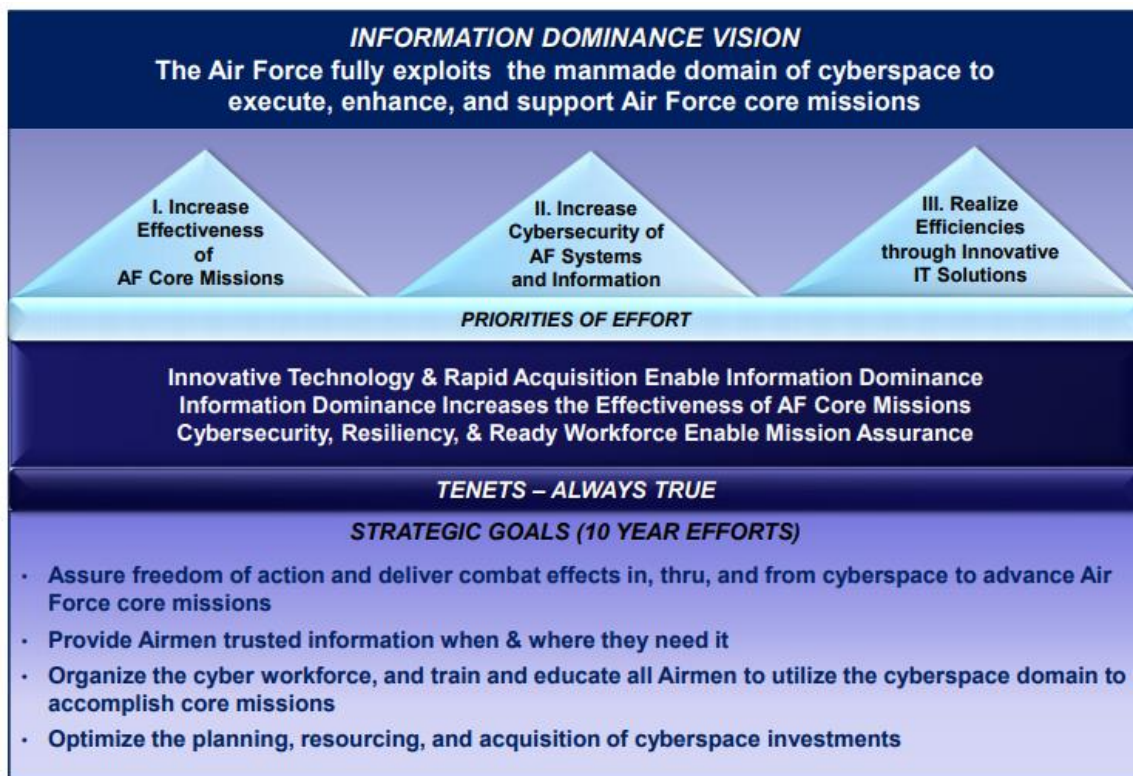 INFORMATION DOMINANCE VISION
The Air Force fully exploits the manmade domain of cyberspace to
execute, enhance, and support Air Force core missions
I. Increase
Effectiveness
of
AF Core Missions
II. Increase
Cybersecurity of
AF Systems
and Information
III. Realize
Efficiencies
through Innovative
IT Solutions
PRIORITIES OF EFFORT
Innovative Technology & Rapid Acquisition Enable Information Dominance
Information Dominance Increases the Effectiveness of AF Core Missions
Cybersecurity, Resiliency, & Ready Workforce Enable Mission Assurance
TENETS – ALWAYS TRUE
STRATEGIC GOALS (10 YEAR EFFORTS)
• Assure freedom of action and deliver combat effects in, thru, and from cyberspace to advance Air
Force core missions
• Provide Airmen trusted information when & where they need it
• Organize the cyber workforce, and train and educate all Airmen to utilize the cyberspace domain to
accomplish core missions
• Optimize the planning, resourcing, and acquisition of cyberspace investments